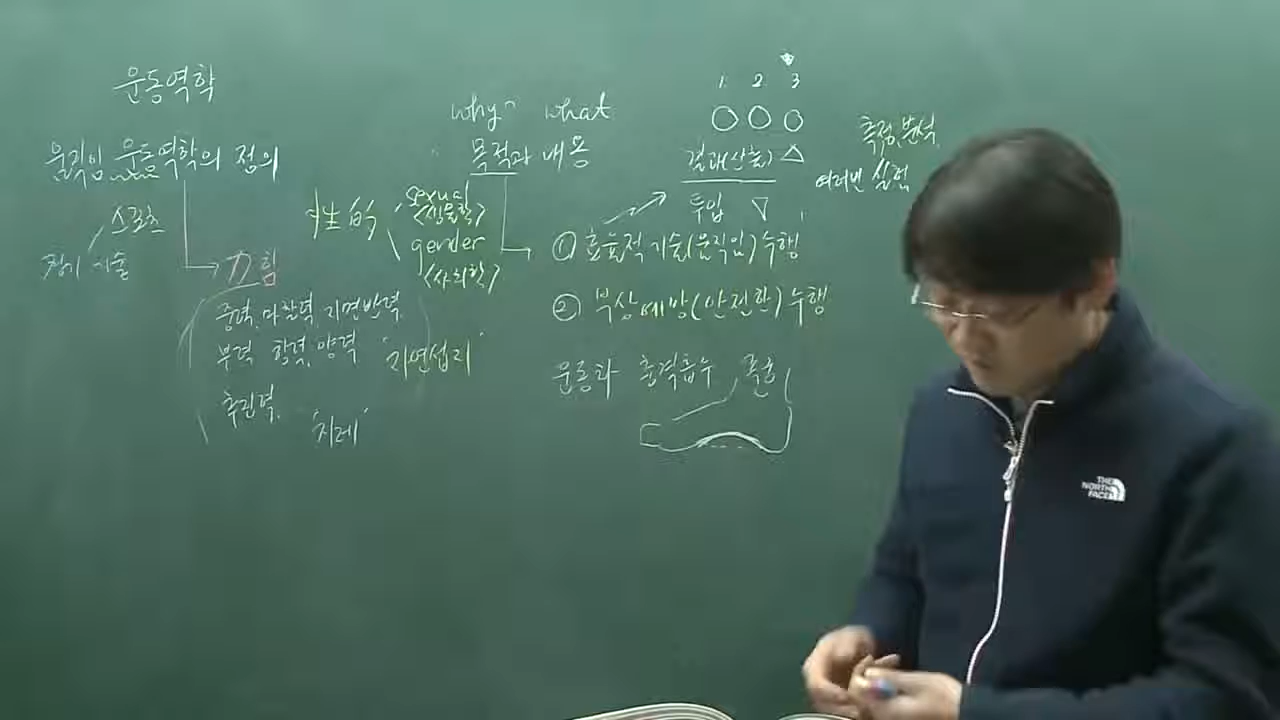 운동역학
움직임 운동역학의 정의
스포츠
경기 기술
力 힘
중력, 마찰력, 지면반력
부력 항력, 양력
추진력,
'자연섭리'
'지레'
性的
sexual
<생물학>
gender
<사회학>
why what
목적과 내용
1 2 3
○ ○ ○
결과(산출) △
투입 ▽
측정, 분석,
여러번 실험
① 효율적 기술(움직임) 수행
② 부상예방(안전한) 수행
운동화 충격흡수
THE
NORTH
FACE